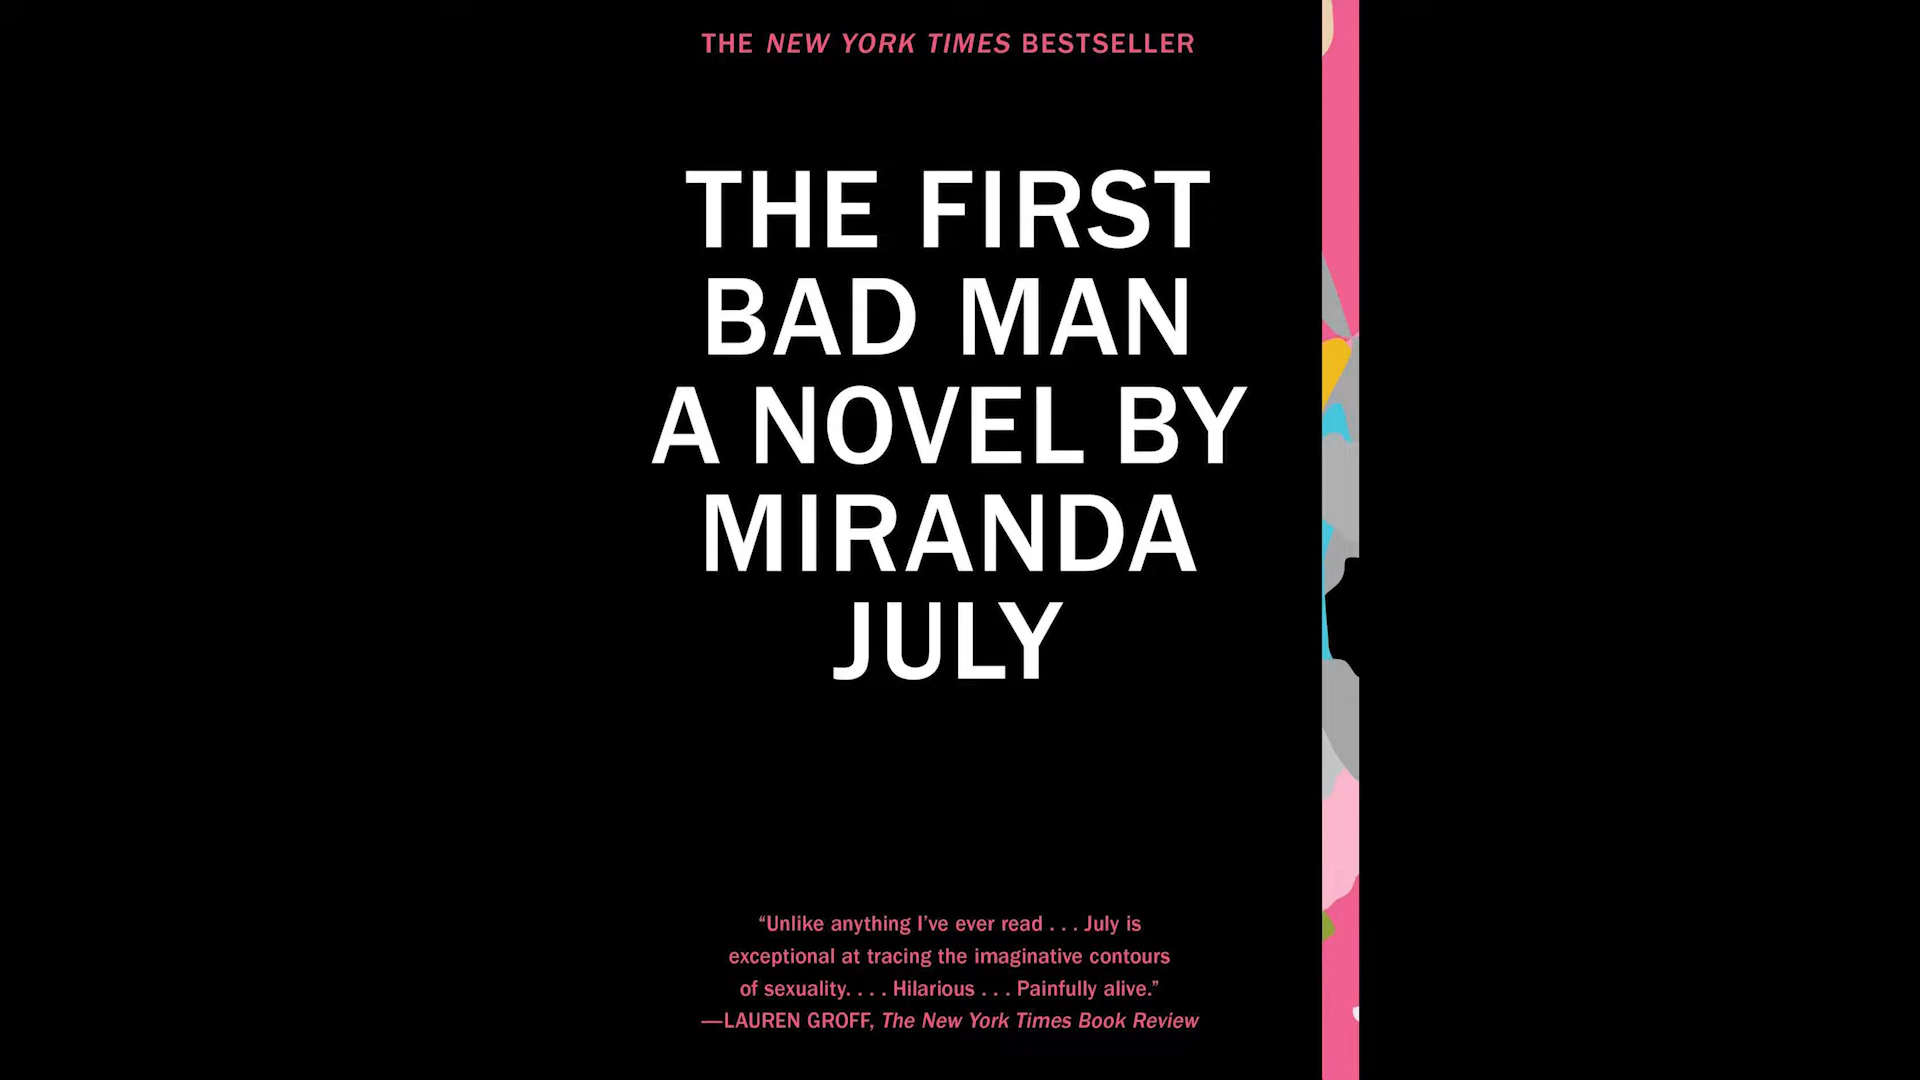 THE NEW YORK TIMES BESTSELLER
THE FIRST
BAD MAN
A NOVEL BY
MIRANDA
JULY
“Unlike anything I’ve ever read . . . July is
exceptional at tracing the imaginative contours
of sexuality. . . . Hilarious . . . Painfully alive.”
—LAUREN GROFF, The New York Times Book Review